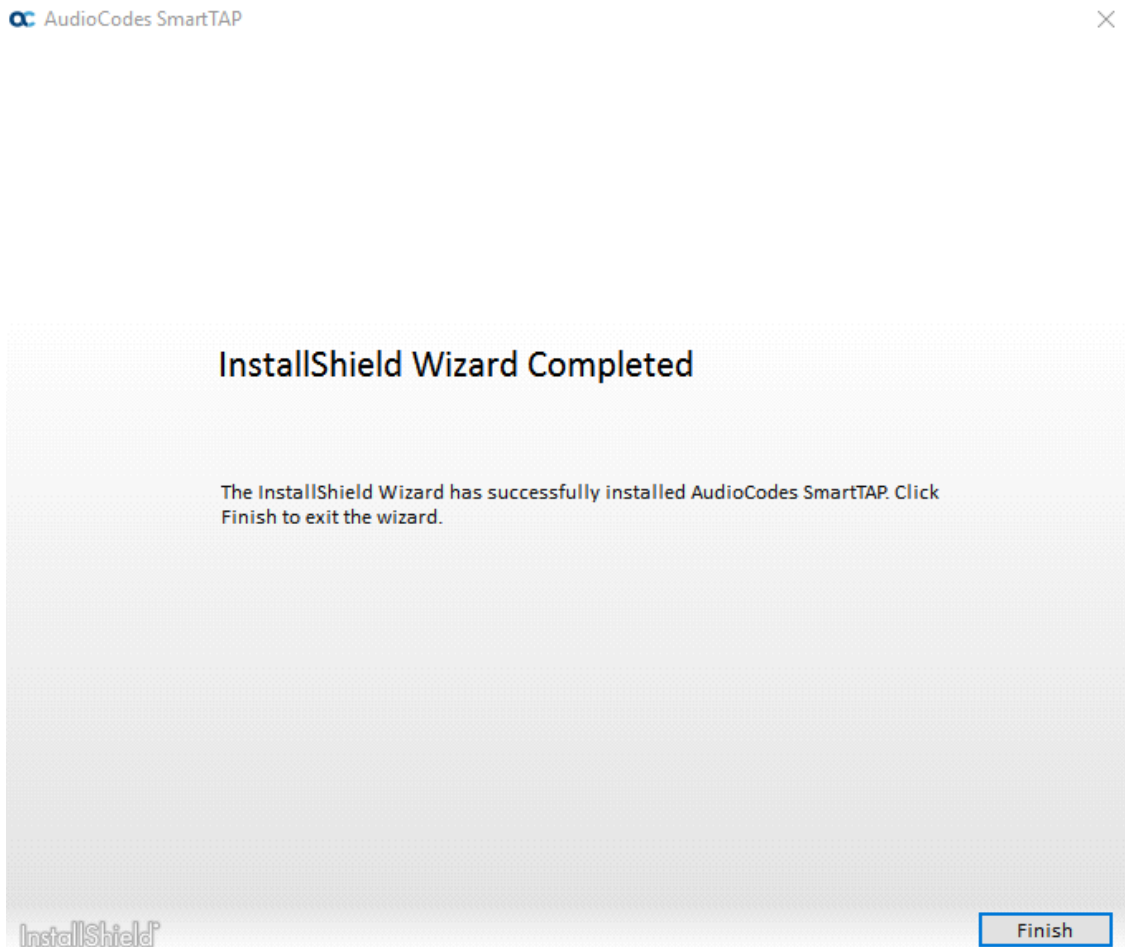 AudioCodes SmartTAP
InstallShield Wizard Completed
The InstallShield Wizard has successfully installed AudioCodes SmartTAP. Click
Finish to exit the wizard.
InstallShield
Finish